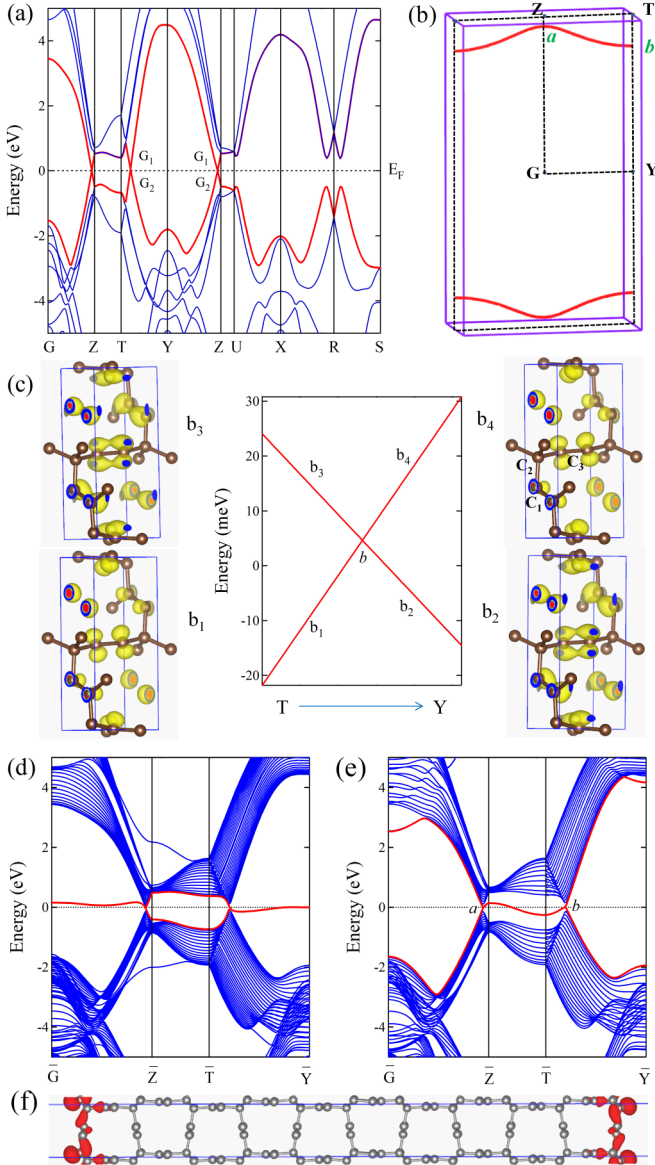 (a)
4
2
0
-2
-4
Energy (eV)
G₁
G₁
G₂
G₂
E_F
G Z T Y Z U X R S
(b)
Z
T
a
b
G
Y
(c)
b₃
b₁
30
20
10
0
-10
-20
Energy (meV)
b₃
b₄
b
b₁
b₂
T
Y
b₄
C₂
C₃
C₁
b₂
(d)
4
2
0
-2
-4
Energy (eV)
G̅ Z̅ T̅ Y̅
(e)
4
2
0
-2
-4
Energy (eV)
a
b
G̅ Z̅ T̅ Y̅
(f)